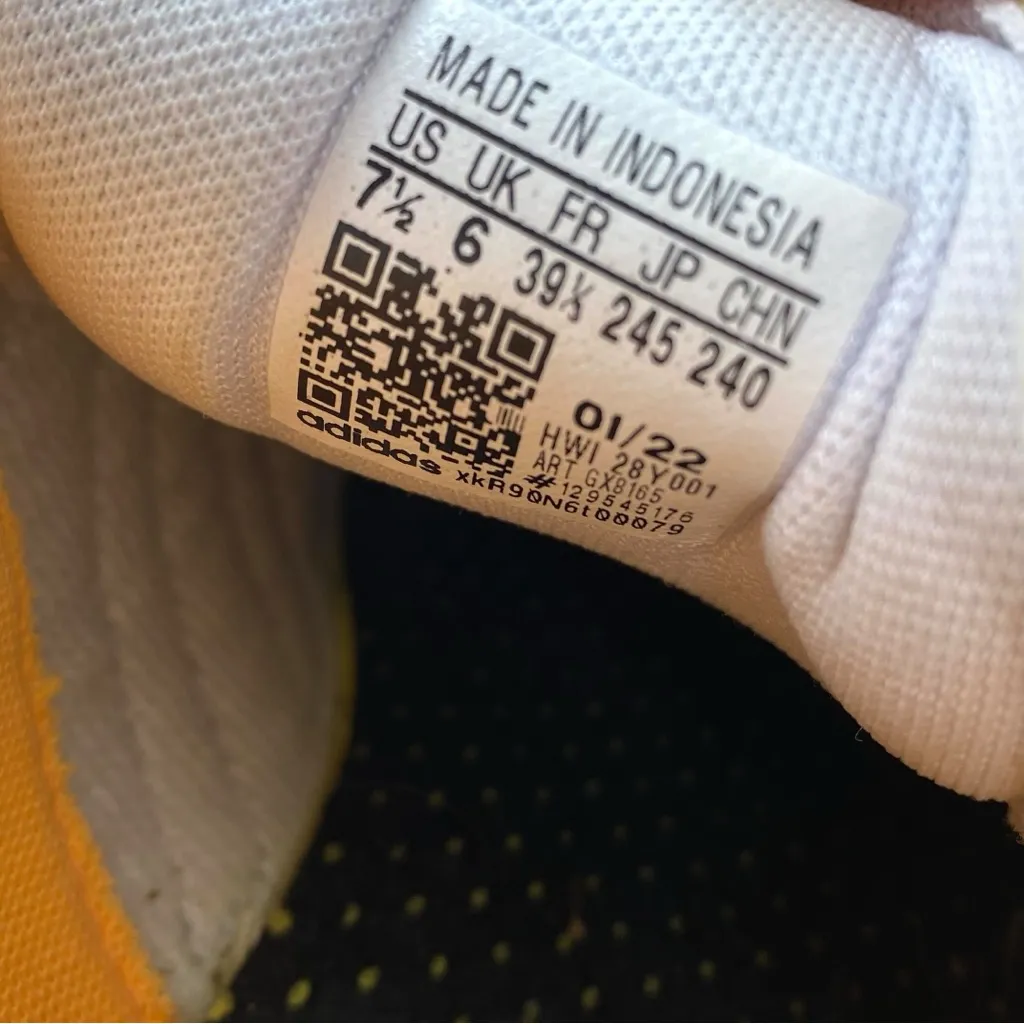 MADE IN INDONESIA
US UK FR JP CHN
7½ 6 39⅓ 245 240
01/22
HWI 28Y001
ART GX8165
# 129545176
adidas xkR90N6t00079